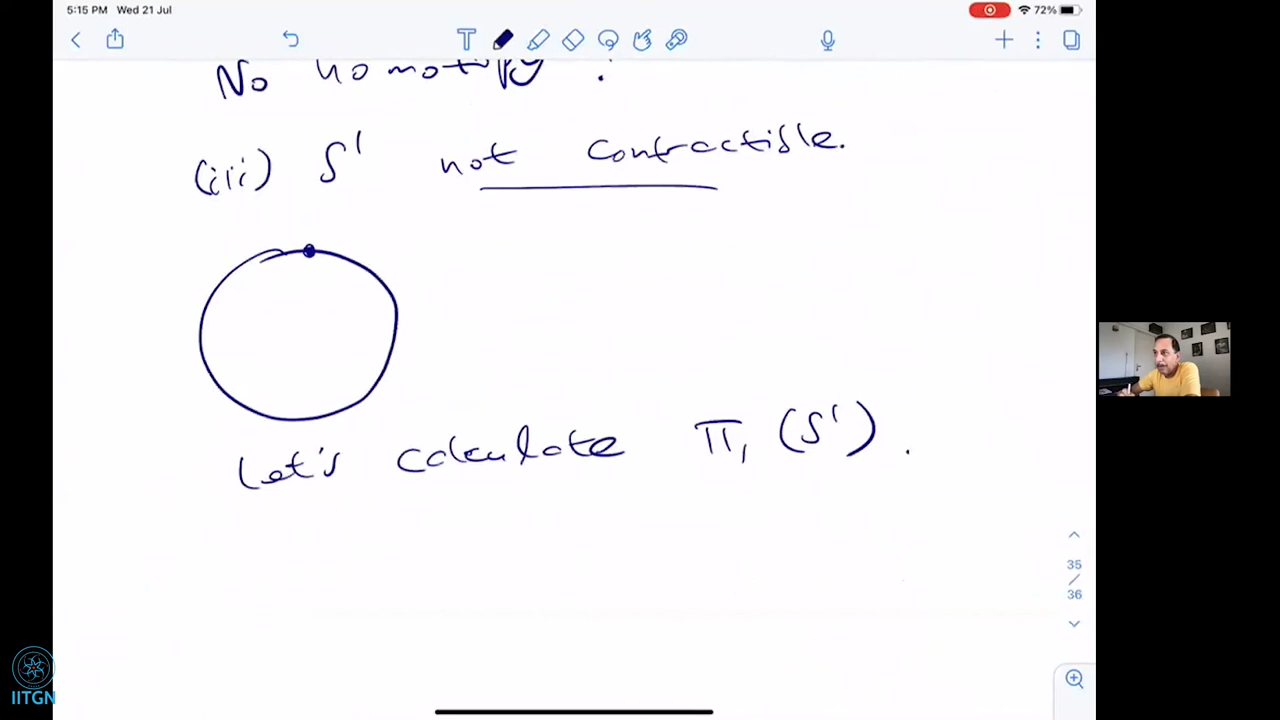 5:15 PM Wed 21 Jul
72%
No homotopy :
(iii) S¹ not contractible.
Let's calculate π₁ (S¹) .
35
/
36
IITGN